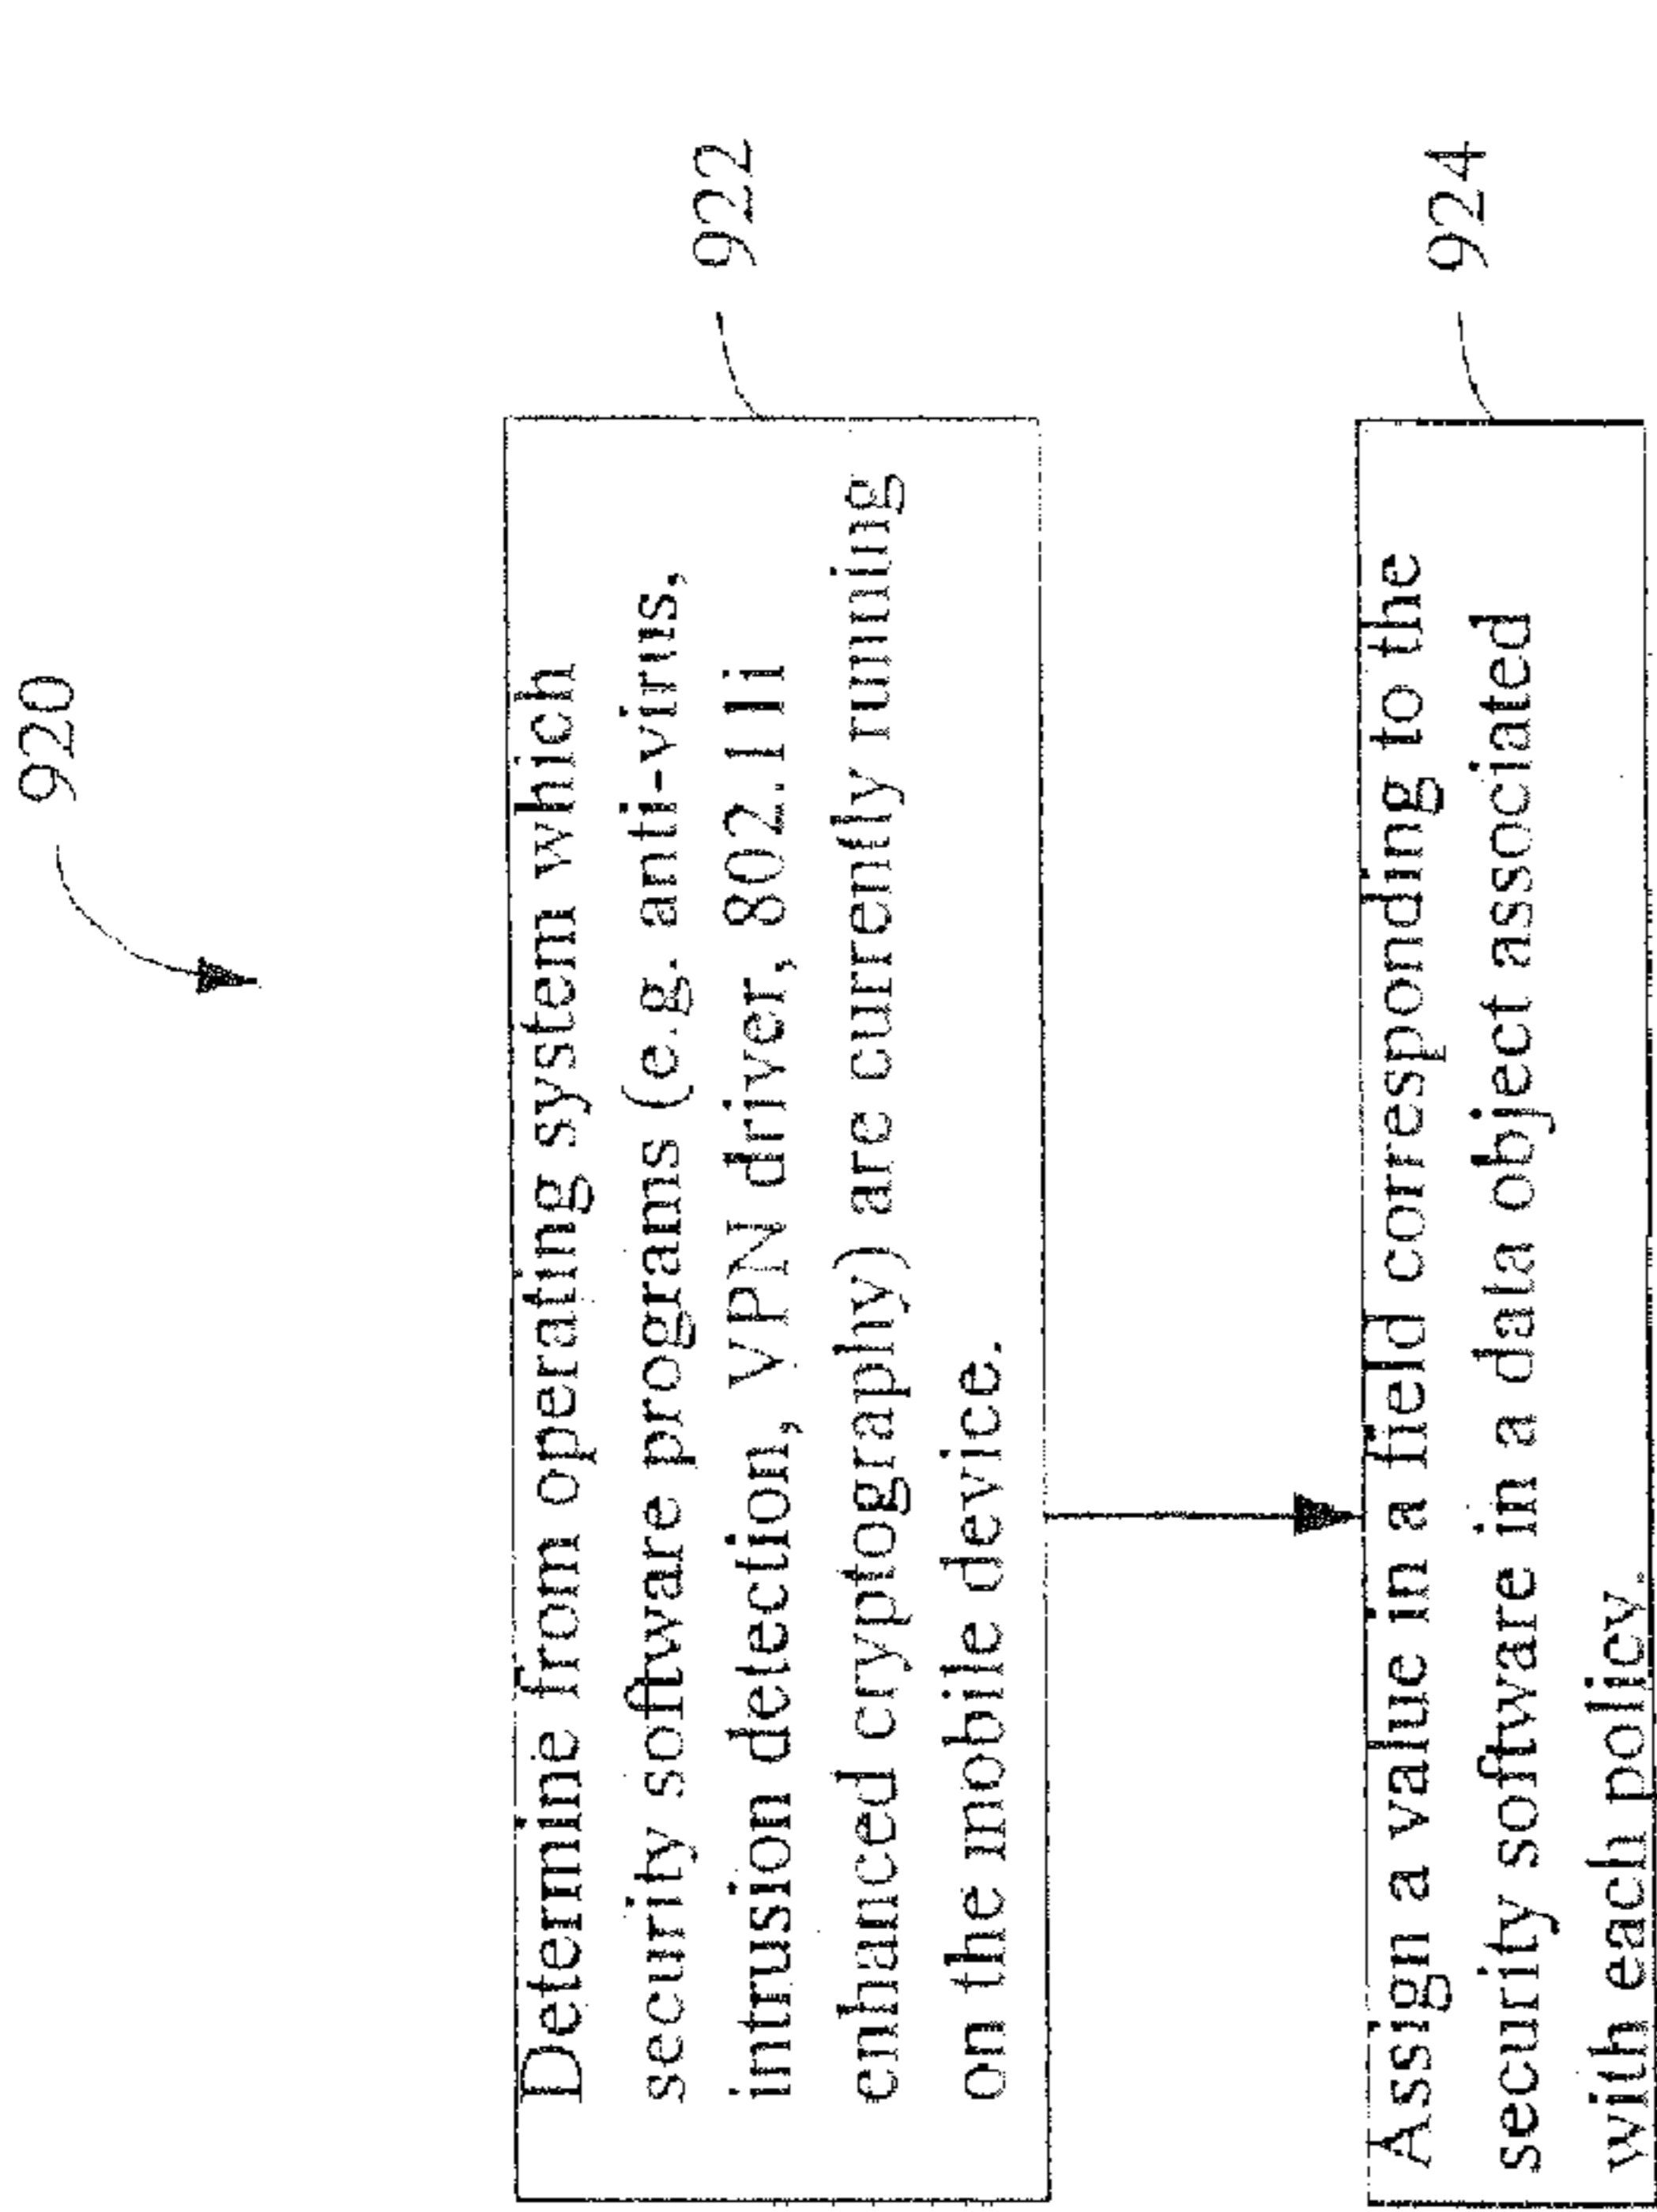 920
Determine from operating system which
security software programs (e.g. anti-virus,
intrusion detection, VPN driver, 802.11i
enhanced cryptography) are currently running
on the mobile device.
922
Assign a value in a field corresponding to the
security software in a data object associated
with each policy.
924